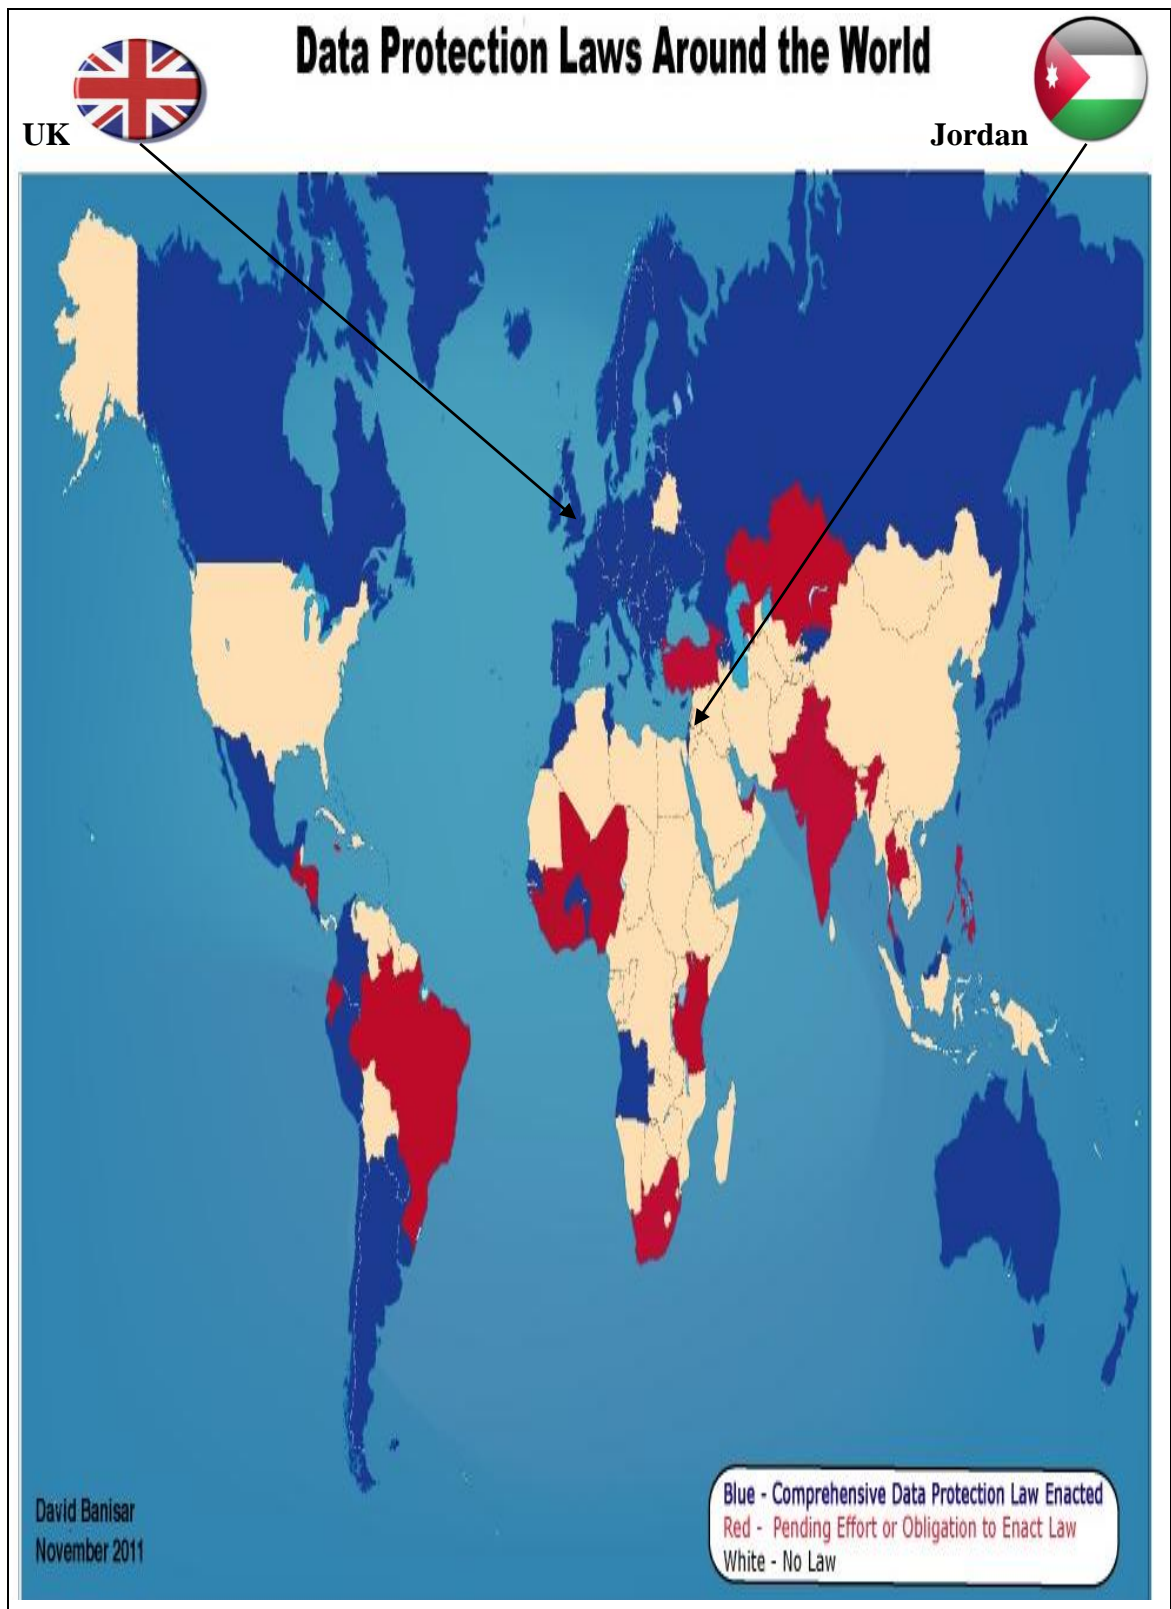 Data Protection Laws Around the World
UK
Jordan
David Banisar
November 2011
Blue - Comprehensive Data Protection Law Enacted
Red - Pending Effort or Obligation to Enact Law
White - No Law